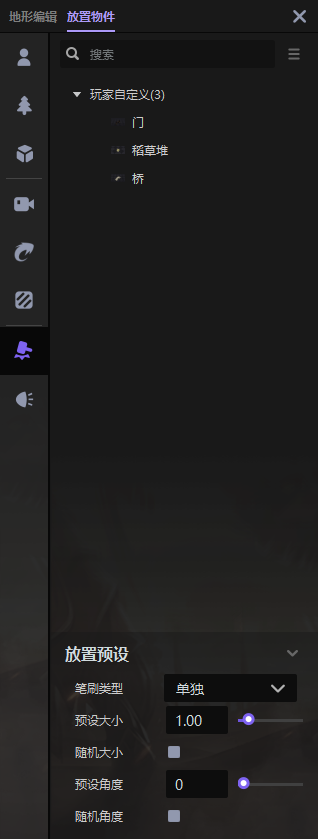 地形编辑 放置物件
搜索
玩家自定义(3)
门
稻草堆
桥
放置预设
笔刷类型 单独
预设大小 1.00
随机大小
预设角度 0
随机角度